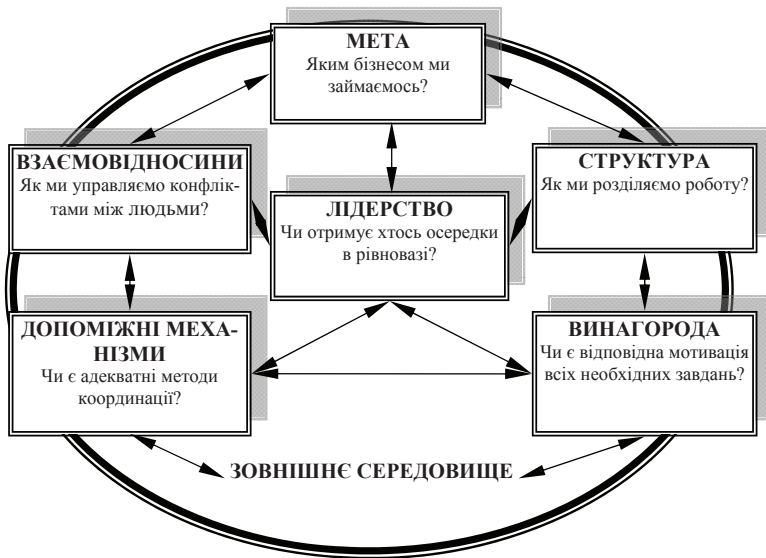 МЕТА
Яким бізнесом ми
займаємось?
ВЗАЄМОВІДНОСИНИ
Як ми управляємо конфлік-
тами між людьми?
СТРУКТУРА
Як ми розділяємо роботу?
ЛІДЕРСТВО
Чи отримує хтось осередки
в рівновазі?
ДОПОМІЖНІ МЕХА-
НІЗМИ
Чи є адекватні методи
координації?
ВИНАГОРОДА
Чи є відповідна мотивація
всіх необхідних завдань?
ЗОВНІШНЄ СЕРЕДОВИЩЕ